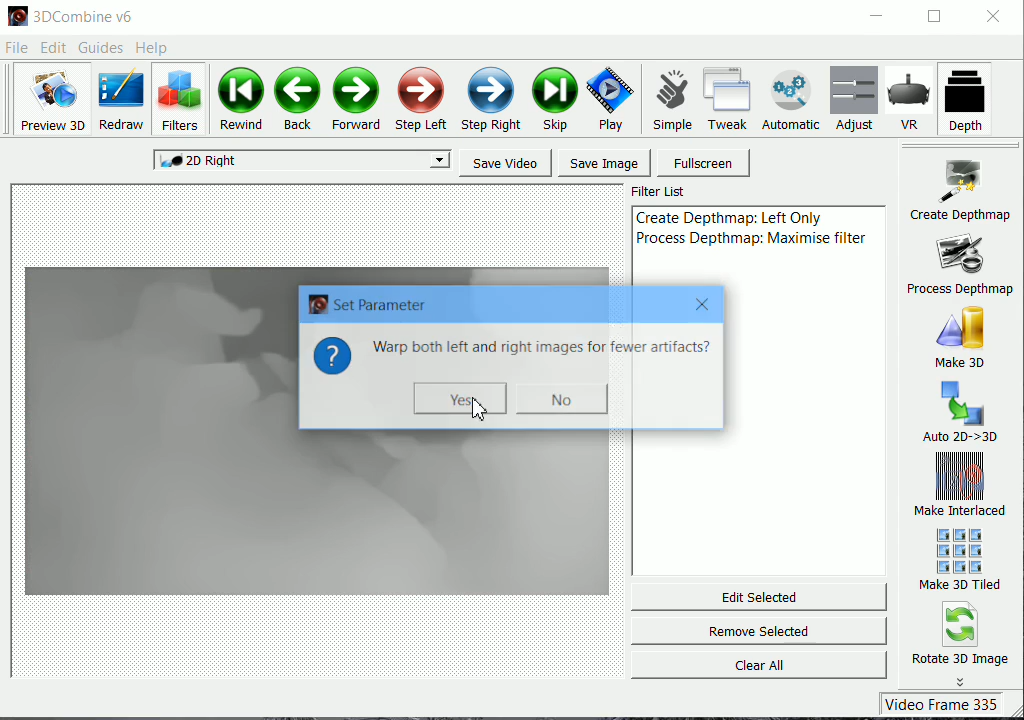 3DCombine v6
File Edit Guides Help
Preview 3D Redraw Filters Rewind Back Forward Step Left Step Right Skip Play Simple Tweak Automatic Adjust VR Depth
2D Right Save Video Save Image Fullscreen
Filter List
Create Depthmap: Left Only
Process Depthmap: Maximise filter
Set Parameter
Warp both left and right images for fewer artifacts?
Yes No
Edit Selected
Remove Selected
Clear All
Create Depthmap
Process Depthmap
Make 3D
Auto 2D->3D
Make Interlaced
Make 3D Tiled
Rotate 3D Image
Video Frame 335